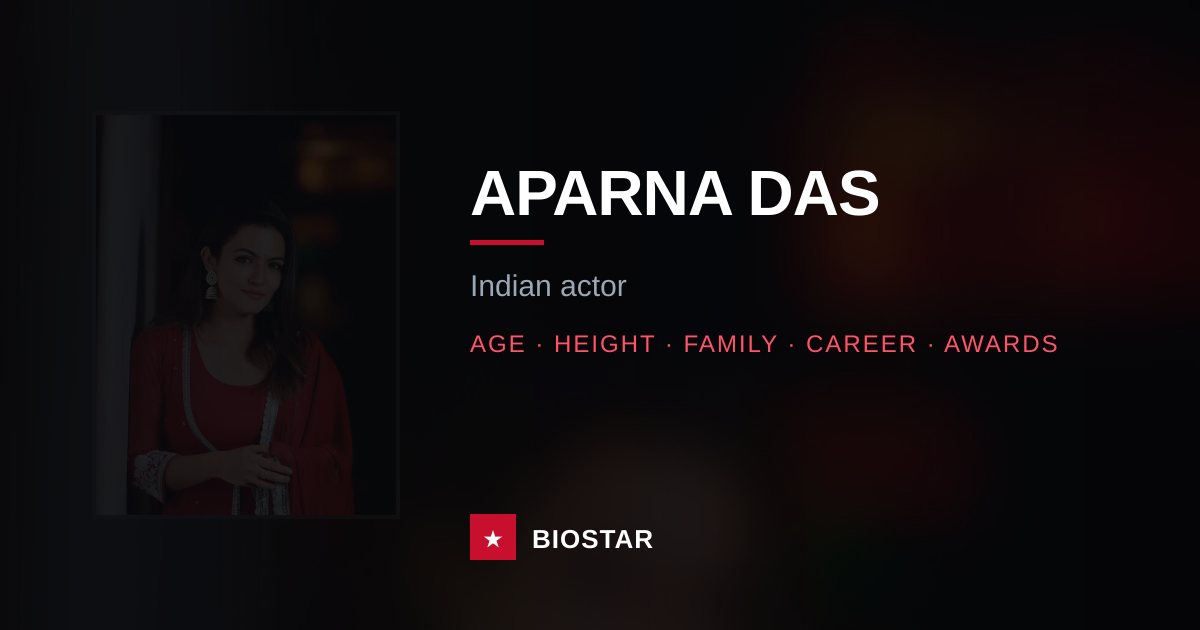 APARNA DAS
Indian actor
AGE · HEIGHT · FAMILY · CAREER · AWARDS
BIOSTAR